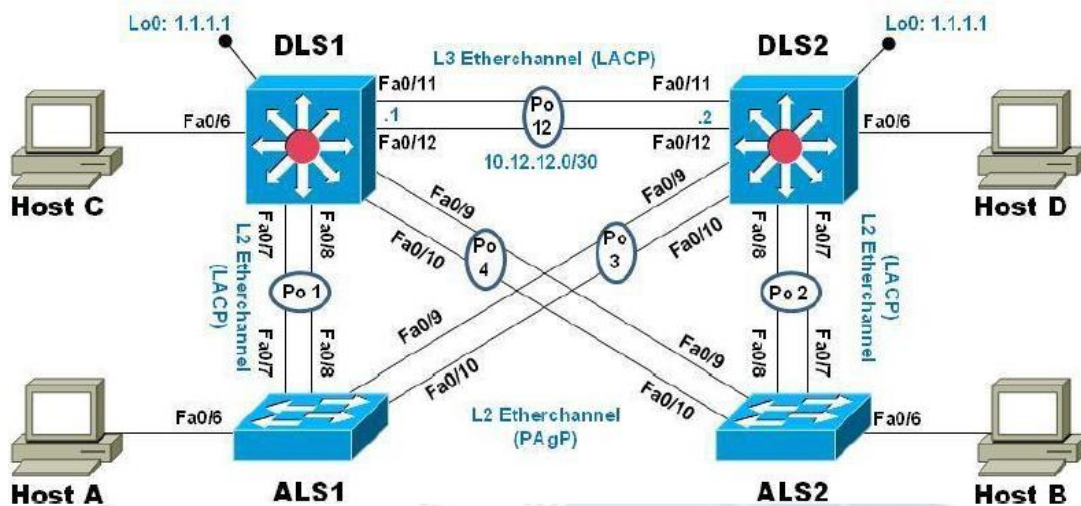 Lo0: 1.1.1.1
Lo0: 1.1.1.1
DLS1
DLS2
L3 Etherchannel (LACP)
Fa0/11
Fa0/11
Po
12
.1
.2
Fa0/12
Fa0/12
10.12.12.0/30
Fa0/6
Fa0/6
Host C
Host D
Fa0/7
Fa0/8
Fa0/9
Fa0/10
Fa0/9
Fa0/10
Fa0/8
Fa0/7
Po
4
Po
3
L2 Etherchannel
(LACP)
Po 1
Po 2
L2 Etherchannel
(LACP)
Fa0/7
Fa0/8
Fa0/9
Fa0/10
Fa0/9
Fa0/10
Fa0/8
Fa0/7
L2 Etherchannel
(PAgP)
Fa0/6
Fa0/6
Host A
ALS1
ALS2
Host B